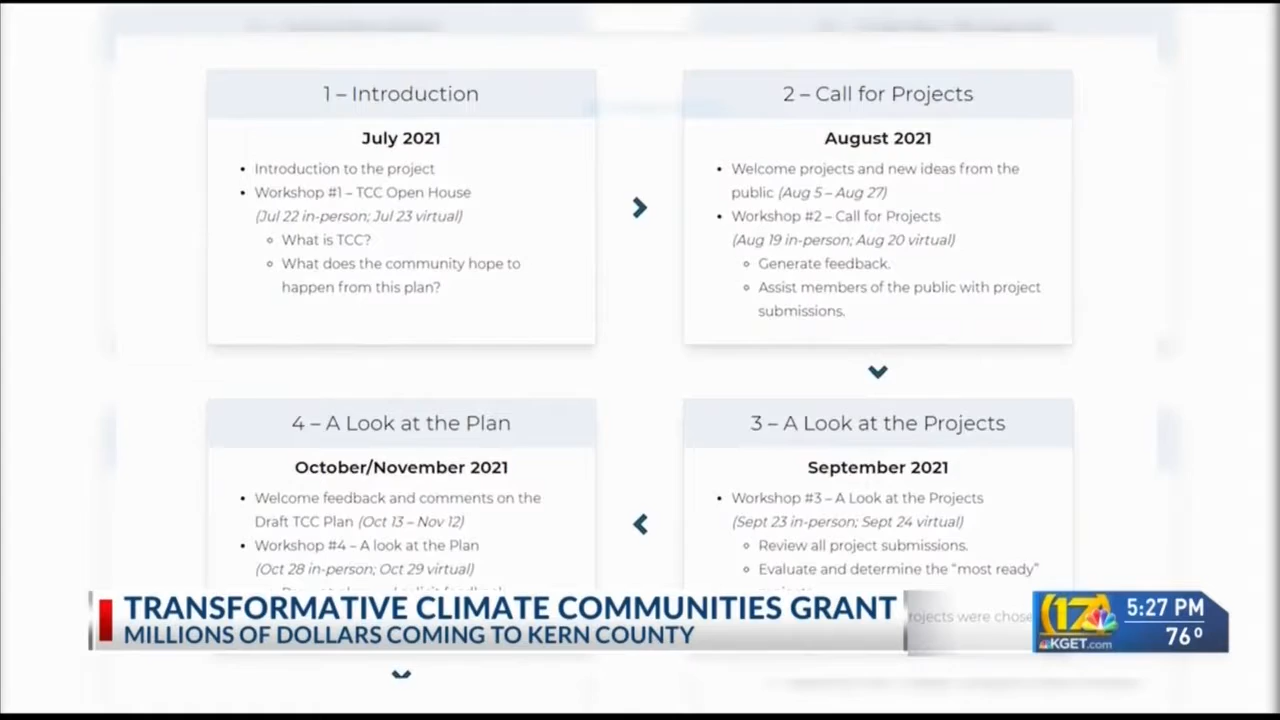 1 – Introduction
July 2021
• Introduction to the project
• Workshop #1 – TCC Open House
(Jul 22 in-person; Jul 23 virtual)
◦ What is TCC?
◦ What does the community hope to
happen from this plan?
2 – Call for Projects
August 2021
• Welcome projects and new ideas from the
public (Aug 5 – Aug 27)
• Workshop #2 – Call for Projects
(Aug 19 in-person; Aug 20 virtual)
◦ Generate feedback.
◦ Assist members of the public with project
submissions.
4 – A Look at the Plan
October/November 2021
• Welcome feedback and comments on the
Draft TCC Plan (Oct 13 – Nov 12)
• Workshop #4 – A look at the Plan
(Oct 28 in-person; Oct 29 virtual)
3 – A Look at the Projects
September 2021
• Workshop #3 – A Look at the Projects
(Sept 23 in-person; Sept 24 virtual)
◦ Review all project submissions.
◦ Evaluate and determine the "most ready"
rojects were chose
TRANSFORMATIVE CLIMATE COMMUNITIES GRANT
MILLIONS OF DOLLARS COMING TO KERN COUNTY
17
KGET.com
5:27 PM
76°